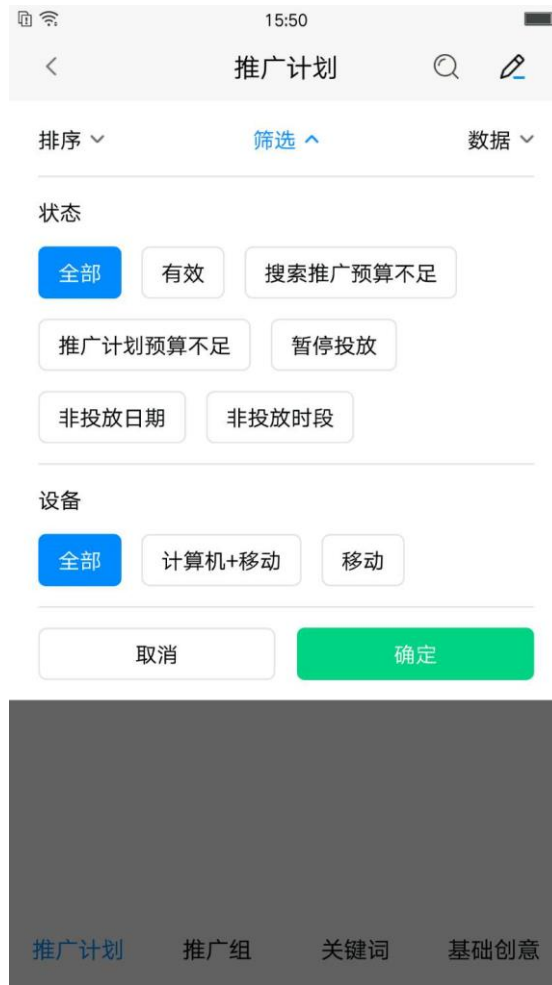 15:50
推广计划
排序 筛选 数据
状态
全部 有效 搜索推广预算不足
推广计划预算不足 暂停投放
非投放日期 非投放时段
设备
全部 计算机+移动 移动
取消 确定
推广计划 推广组 关键词 基础创意